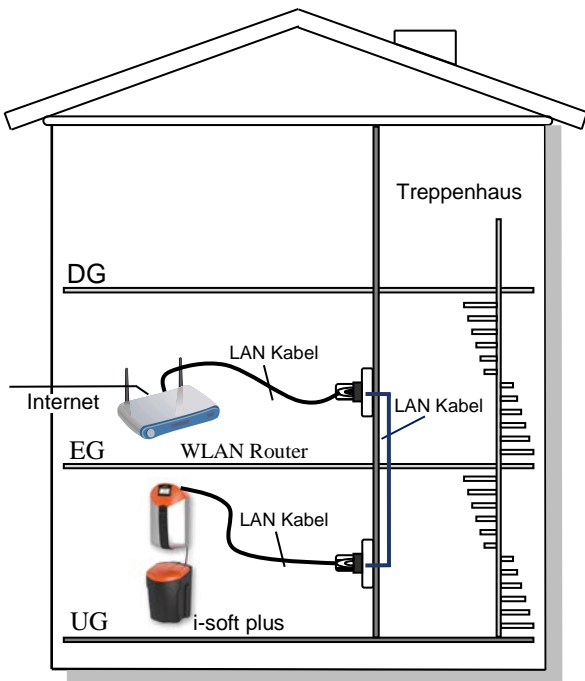 Treppenhaus
DG
LAN Kabel
Internet
LAN Kabel
EG
WLAN Router
LAN Kabel
UG
i-soft plus